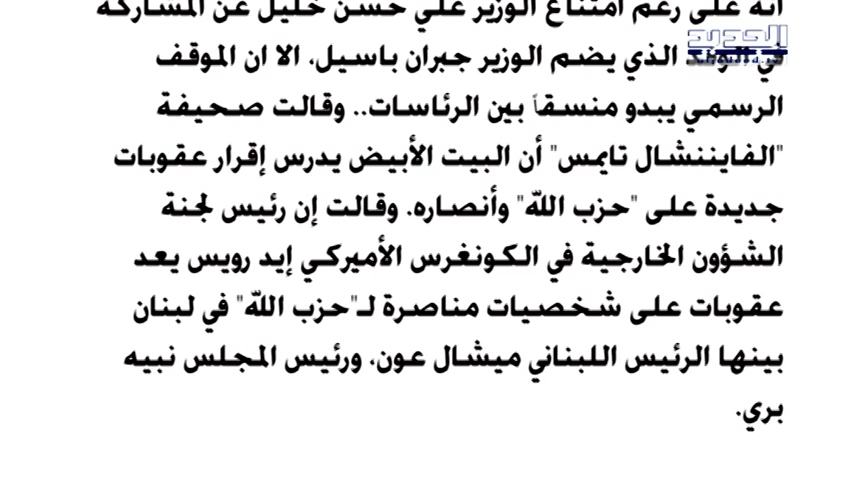 أنه على رغم امتناع الوزير علي حسن خليل عن المشاركة
الجديد
في الوفد الذي يضم الوزير جبران باسيل، الا ان الموقف
الرسمي يبدو منسقاً بين الرئاسات.. وقالت صحيفة
"الفايننشال تايمس" أن البيت الأبيض يدرس إقرار عقوبات
جديدة على "حزب الله" وأنصاره. وقالت إن رئيس لجنة
الشؤون الخارجية في الكونغرس الأميركي إيد رويس يعد
عقوبات على شخصيات مناصرة لـ"حزب الله" في لبنان
بينها الرئيس اللبناني ميشال عون، ورئيس المجلس نبيه
بري.